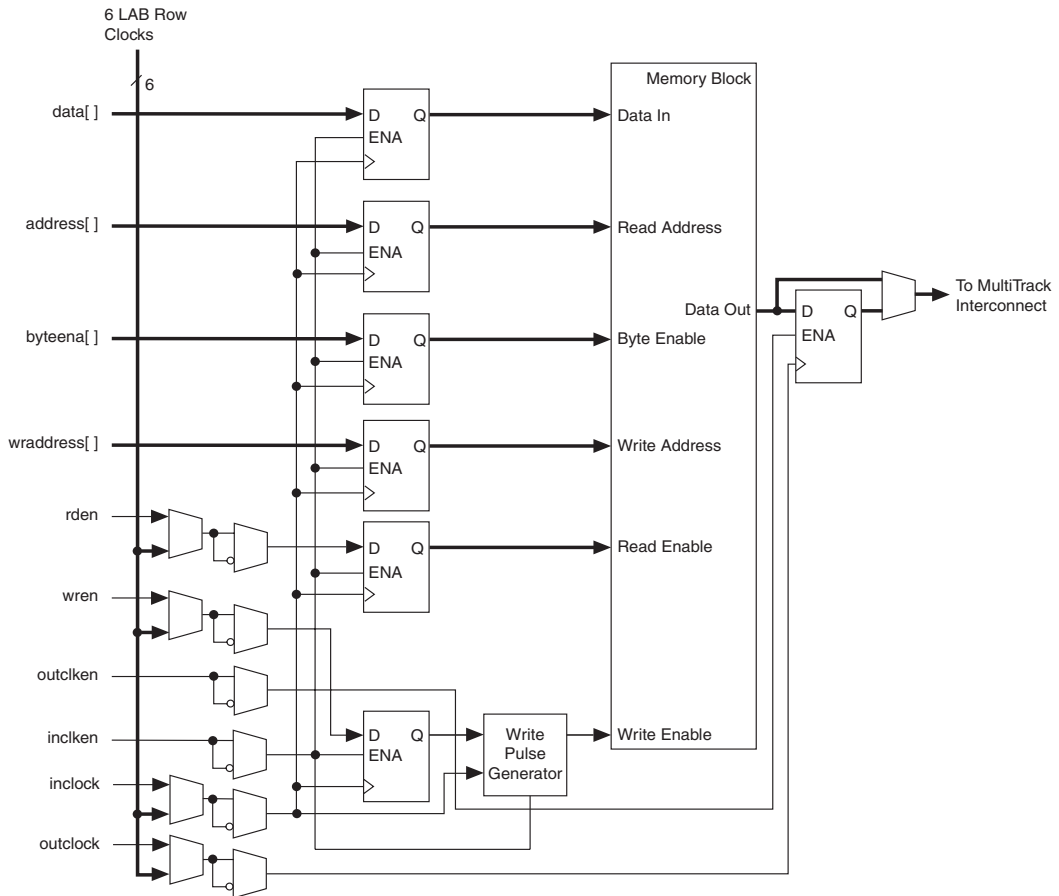 6 LAB Row
Clocks
6
data[ ]
D Q
ENA
Memory Block
Data In
address[ ]
D Q
ENA
Read Address
Data Out
D Q
ENA
To MultiTrack
Interconnect
byteena[ ]
D Q
ENA
Byte Enable
wraddress[ ]
D Q
ENA
Write Address
rden
D Q
ENA
Read Enable
wren
outclken
inclken
D Q
ENA
Write
Pulse
Generator
Write Enable
inclock
outclock